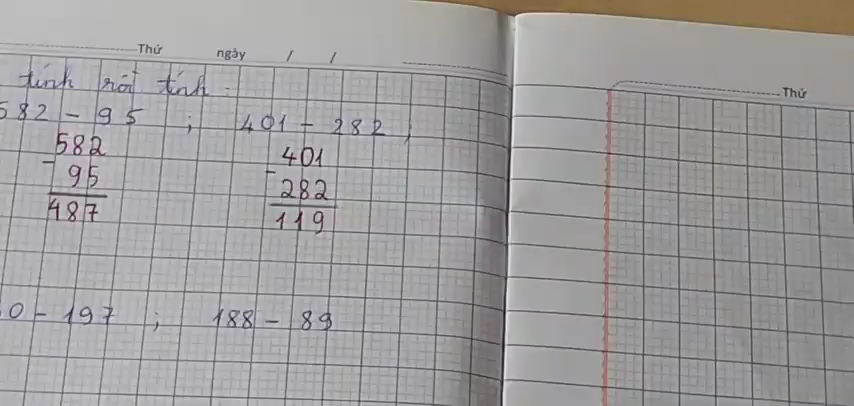 Thứ ngày / /
tính rồi tính :
582 - 95 ; 401 - 282 ;
582 401
- 95 - 282
487 119
0 - 197 ; 188 - 89
Thứ